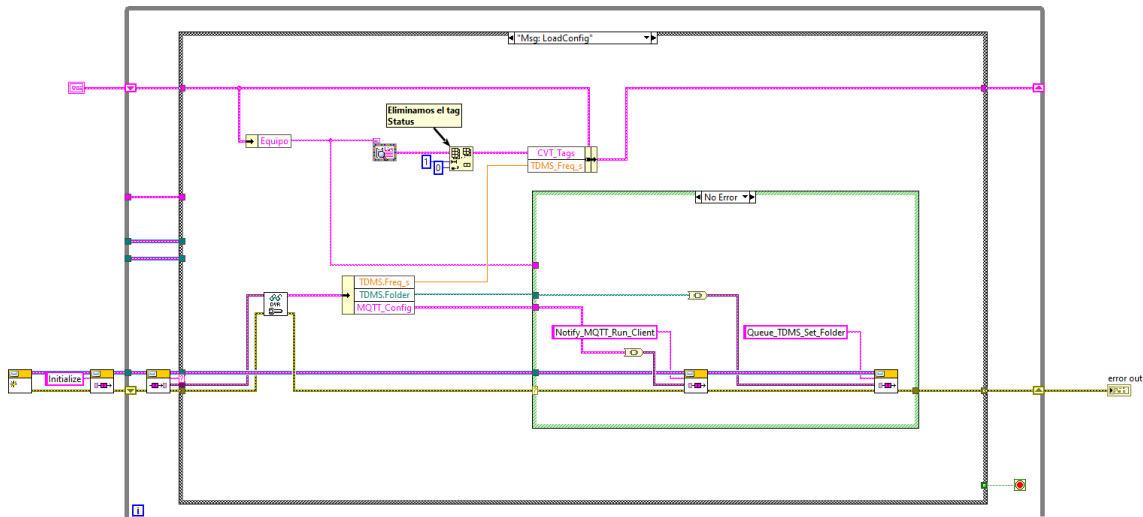 "Msg: LoadConfig"
Eliminamos el tag
Status
Equipo
1
0
CVT_Tags
TDMS_Freq_s
No Error
TDMS.Freq_s
TDMS.Folder
MQTT_Config
Notify_MQTT_Run_Client
Queue_TDMS_Set_Folder
Initialize
error out
i